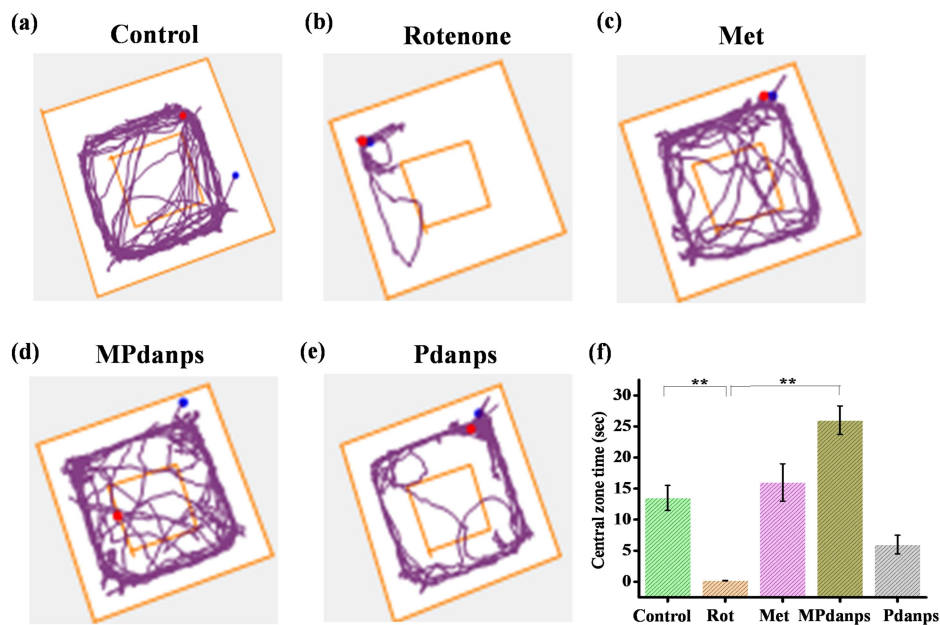 (a)
Control
(b)
Rotenone
(c)
Met
(d)
MPdanps
(e)
Pdanps
(f)
**
**
Central zone time (sec)
30
25
20
15
10
5
0
Control Rot Met MPdanps Pdanps